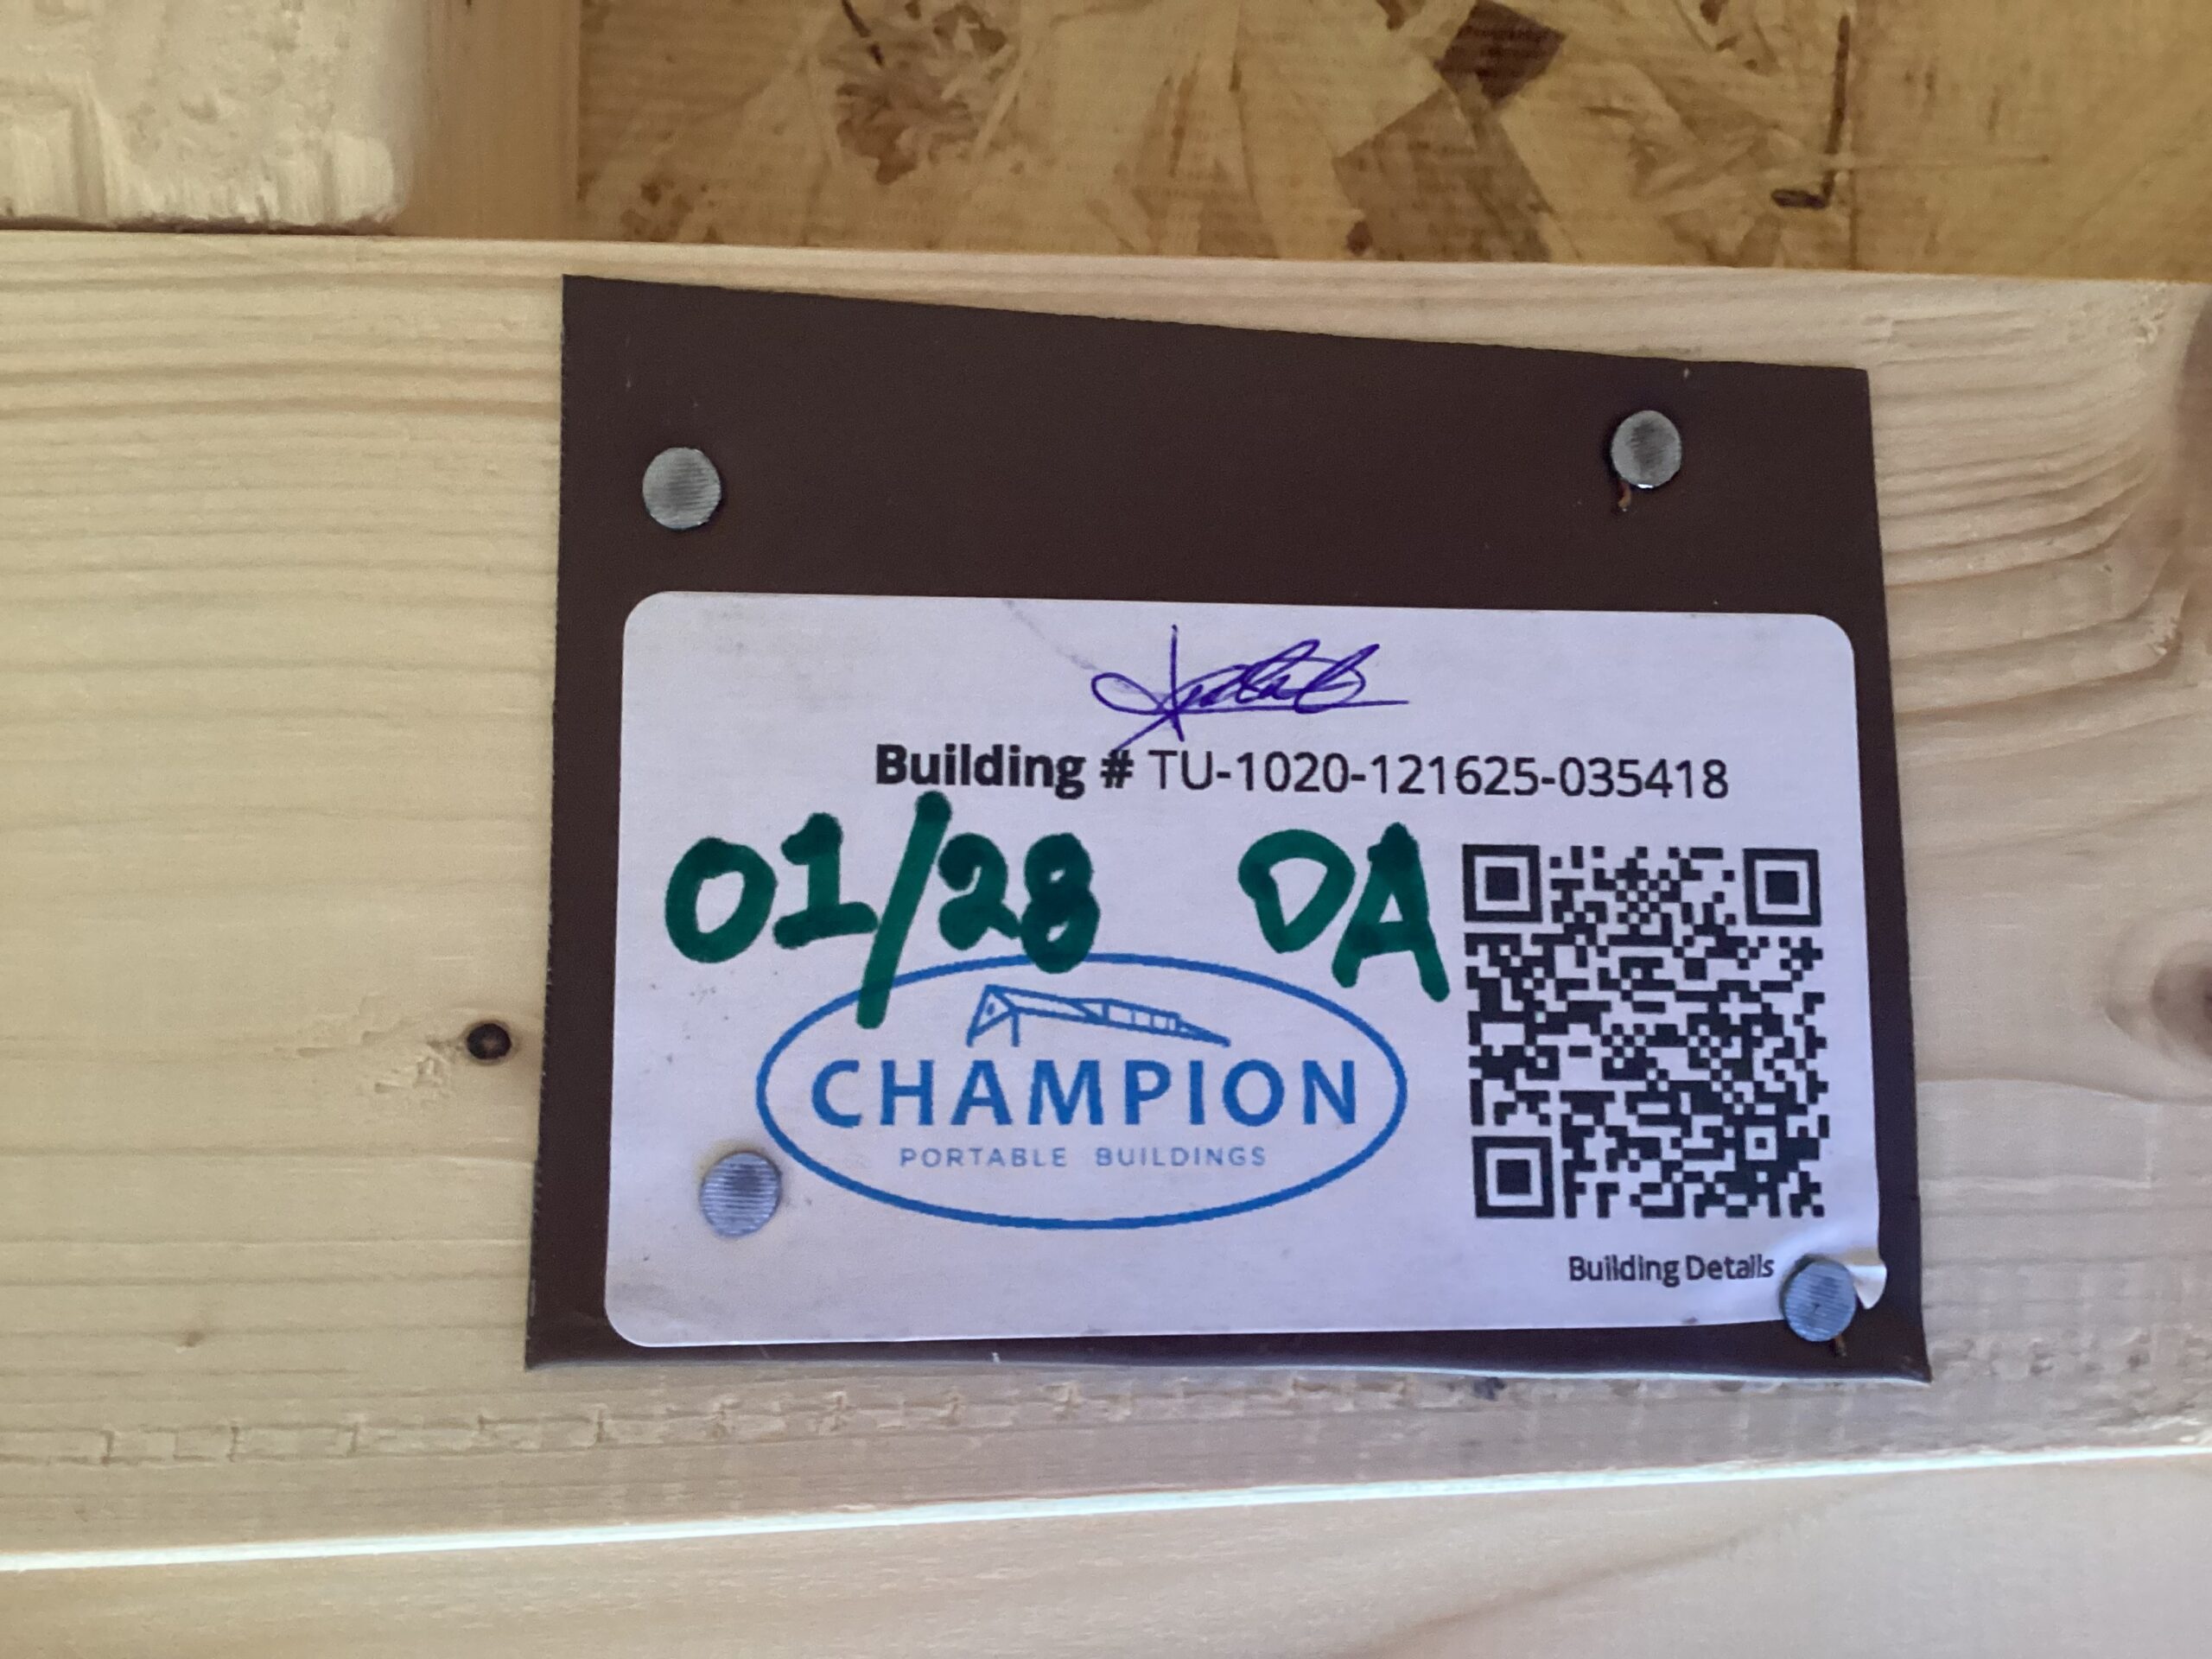 Building # TU-1020-121625-035418
01/28 DA
CHAMPION
PORTABLE BUILDINGS
Building Details